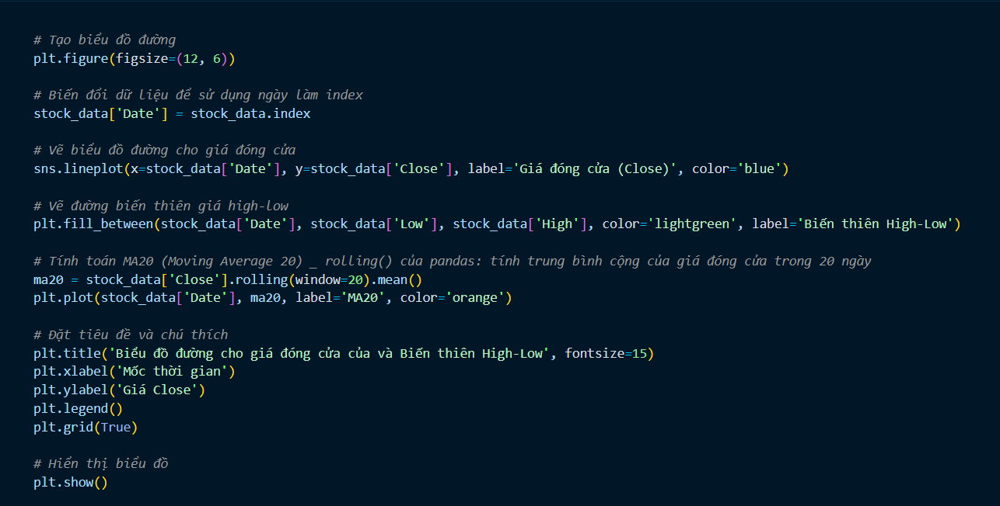 # Tạo biểu đồ đường
plt.figure(figsize=(12, 6))
# Biến đổi dữ liệu để sử dụng ngày làm index
stock_data['Date'] = stock_data.index
# Vẽ biểu đồ đường cho giá đóng cửa
sns.lineplot(x=stock_data['Date'], y=stock_data['Close'], label='Giá đóng cửa (Close)', color='blue')
# Vẽ đường biến thiên giá high-low
plt.fill_between(stock_data['Date'], stock_data['Low'], stock_data['High'], color='lightgreen', label='Biến thiên High-Low')
# Tính toán MA20 (Moving Average 20) _ rolling() của pandas: tính trung bình cộng của giá đóng cửa trong 20 ngày
ma20 = stock_data['Close'].rolling(window=20).mean()
plt.plot(stock_data['Date'], ma20, label='MA20', color='orange')
# Đặt tiêu đề và chú thích
plt.title('Biểu đồ đường cho giá đóng cửa của và Biến thiên High-Low', fontsize=15)
plt.xlabel('Mốc thời gian')
plt.ylabel('Giá Close')
plt.legend()
plt.grid(True)
# Hiển thị biểu đồ
plt.show()